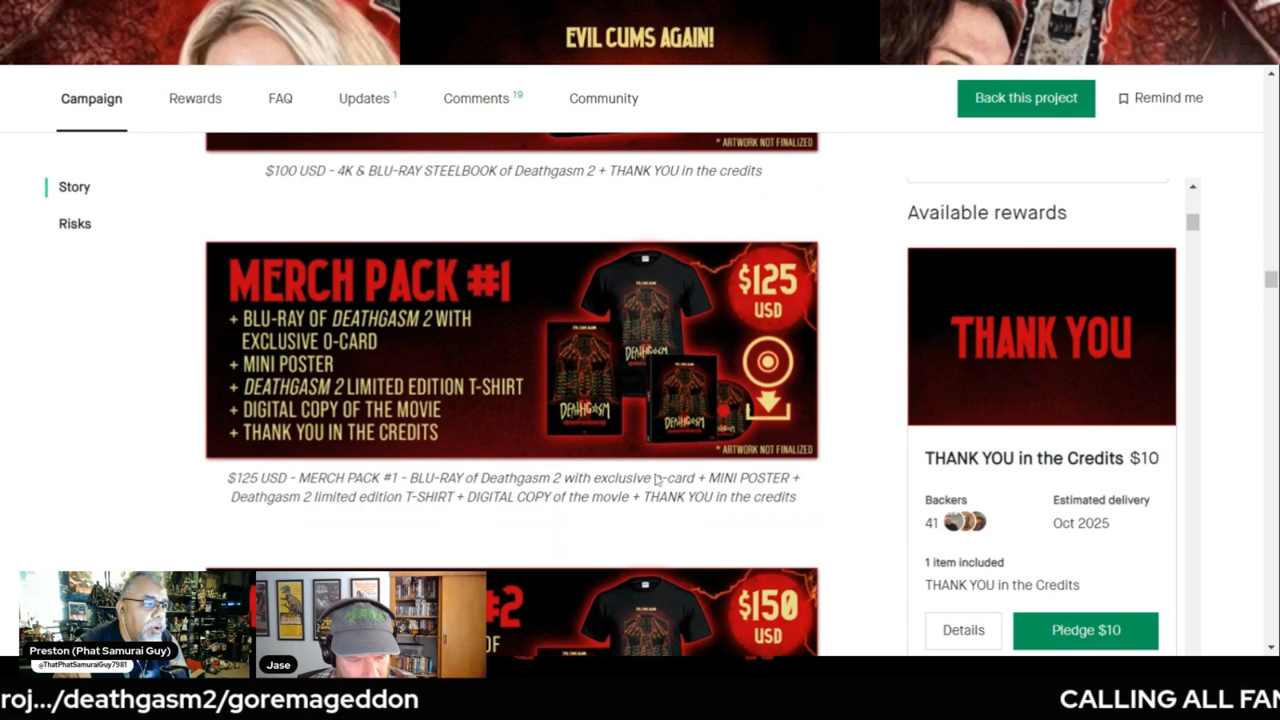 EVIL CUMS AGAIN!
Campaign
Rewards
FAQ
Updates 1
Comments 19
Community
Back this project
Remind me
* ARTWORK NOT FINALIZED
$100 USD - 4K & BLU-RAY STEELBOOK of Deathgasm 2 + THANK YOU in the credits
Story
Risks
MERCH PACK #1
+ BLU-RAY OF DEATHGASM 2 WITH
EXCLUSIVE O-CARD
+ MINI POSTER
+ DEATHGASM 2 LIMITED EDITION T-SHIRT
+ DIGITAL COPY OF THE MOVIE
+ THANK YOU IN THE CREDITS
$125
USD
DEATHGASM
DEATHGASM
DEATHGASM
* ARTWORK NOT FINALIZED
$125 USD - MERCH PACK #1 - BLU-RAY of Deathgasm 2 with exclusive o-card + MINI POSTER +
Deathgasm 2 limited edition T-SHIRT + DIGITAL COPY of the movie + THANK YOU in the credits
#2
OF
$150
USD
Available rewards
THANK YOU
THANK YOU in the Credits $10
Backers
41
Estimated delivery
Oct 2025
1 item included
THANK YOU in the Credits
Details
Pledge $10
Preston (Phat Samurai Guy)
@ThatPhatSamuraiGuy7981
Jase
roj.../deathgasm2/goremageddon
CALLING ALL FAN